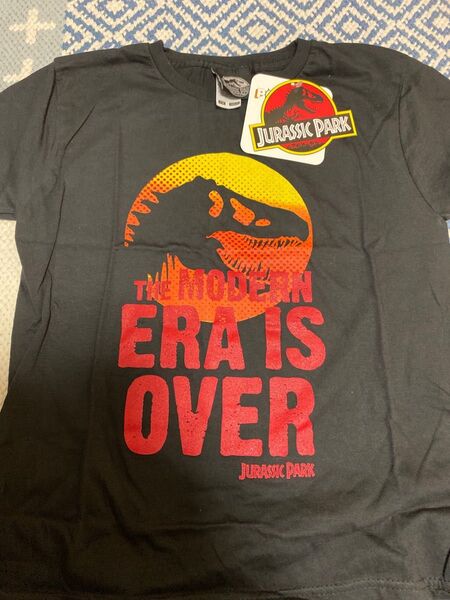 JURASSIC PARK
THE MODERN
ERA IS
OVER
JURASSIC PARK